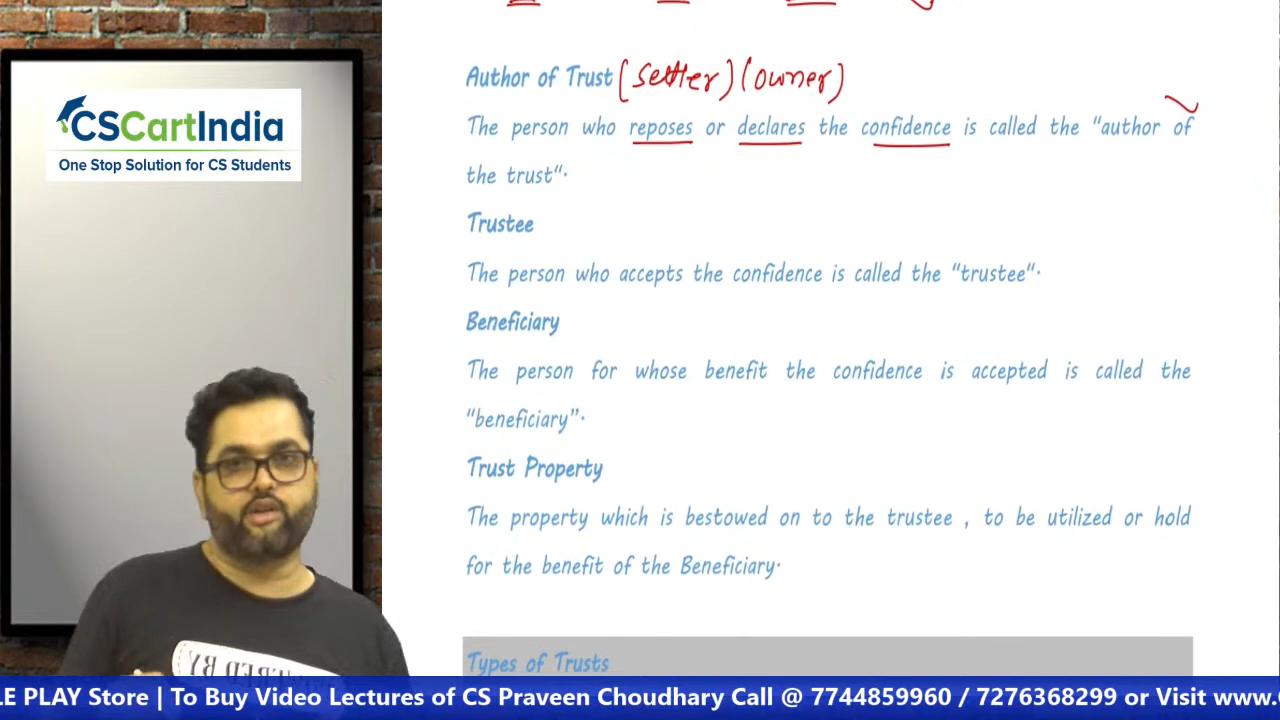 CSCartIndia
One Stop Solution for CS Students
Author of Trust (settler) (owner)
The person who reposes or declares the confidence is called the “author of
the trust“.
Trustee
The person who accepts the confidence is called the “trustee“.
Beneficiary
The person for whose benefit the confidence is accepted is called the
“beneficiary”.
Trust Property
The property which is bestowed on to the trustee , to be utilized or hold
for the benefit of the Beneficiary.
Types of Trusts
LE PLAY Store | To Buy Video Lectures of CS Praveen Choudhary Call @ 7744859960 / 7276368299 or Visit www.